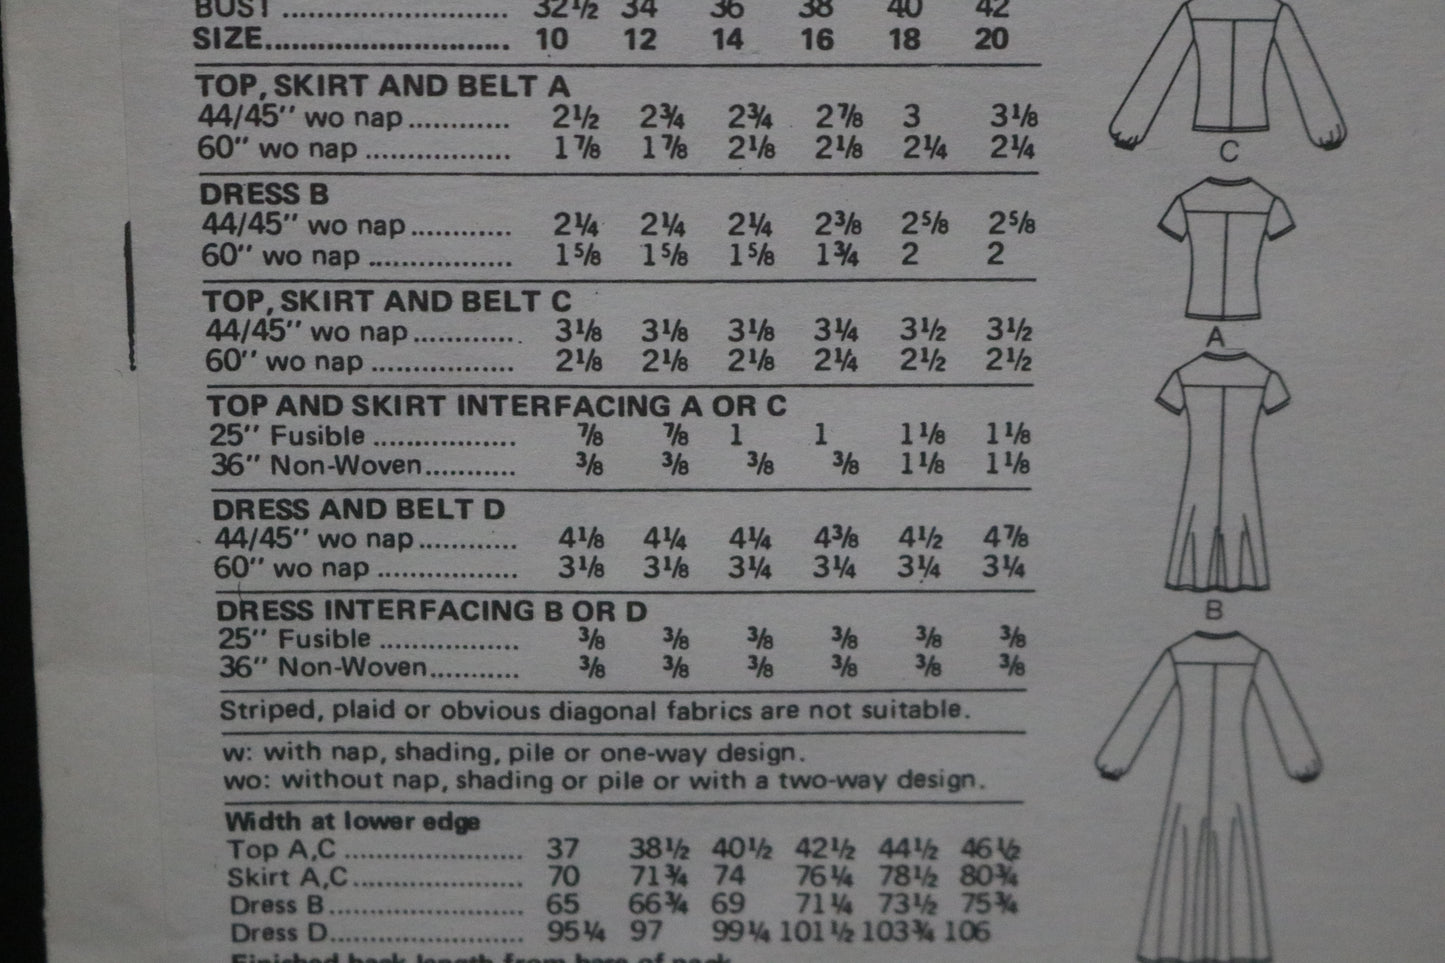 BUST .......................... 32½ 34 36 38 40 42
SIZE............................. 10 12 14 16 18 20
TOP, SKIRT AND BELT A
44/45" wo nap ............ 2½ 2¾ 2¾ 2⅞ 3 3⅛
60" wo nap ................. 1⅞ 1⅞ 2⅛ 2⅛ 2¼ 2¼
DRESS B
44/45" wo nap ............ 2¼ 2¼ 2¼ 2⅜ 2⅝ 2⅝
60" wo nap ................. 1⅝ 1⅝ 1⅝ 1¾ 2 2
TOP, SKIRT AND BELT C
44/45" wo nap ............. 3⅛ 3⅛ 3⅛ 3¼ 3½ 3½
60" wo nap ................. 2⅛ 2⅛ 2⅛ 2¼ 2½ 2½
TOP AND SKIRT INTERFACING A OR C
25" Fusible ................. ⅞ ⅞ 1 1 1⅛ 1⅛
36" Non-Woven........... ⅜ ⅜ ⅜ ⅜ 1⅛ 1⅛
DRESS AND BELT D
44/45" wo nap ............ 4⅛ 4¼ 4¼ 4⅜ 4½ 4⅞
60" wo nap ................. 3⅛ 3⅛ 3¼ 3¼ 3¼ 3¼
DRESS INTERFACING B OR D
25" Fusible ................. ⅜ ⅜ ⅜ ⅜ ⅜ ⅜
36" Non-Woven........... ⅜ ⅜ ⅜ ⅜ ⅜ ⅜
Striped, plaid or obvious diagonal fabrics are not suitable.
w: with nap, shading, pile or one-way design.
wo: without nap, shading or pile or with a two-way design.
Width at lower edge
Top A,C ...................... 37 38½ 40½ 42½ 44½ 46½
Skirt A,C..................... 70 71¾ 74 76¼ 78½ 80¾
Dress B........................ 65 66¾ 69 71¼ 73½ 75¾
Dress D........................ 95¼ 97 99¼ 101½ 103¾ 106
Finished back length from base of neck
C
A
B